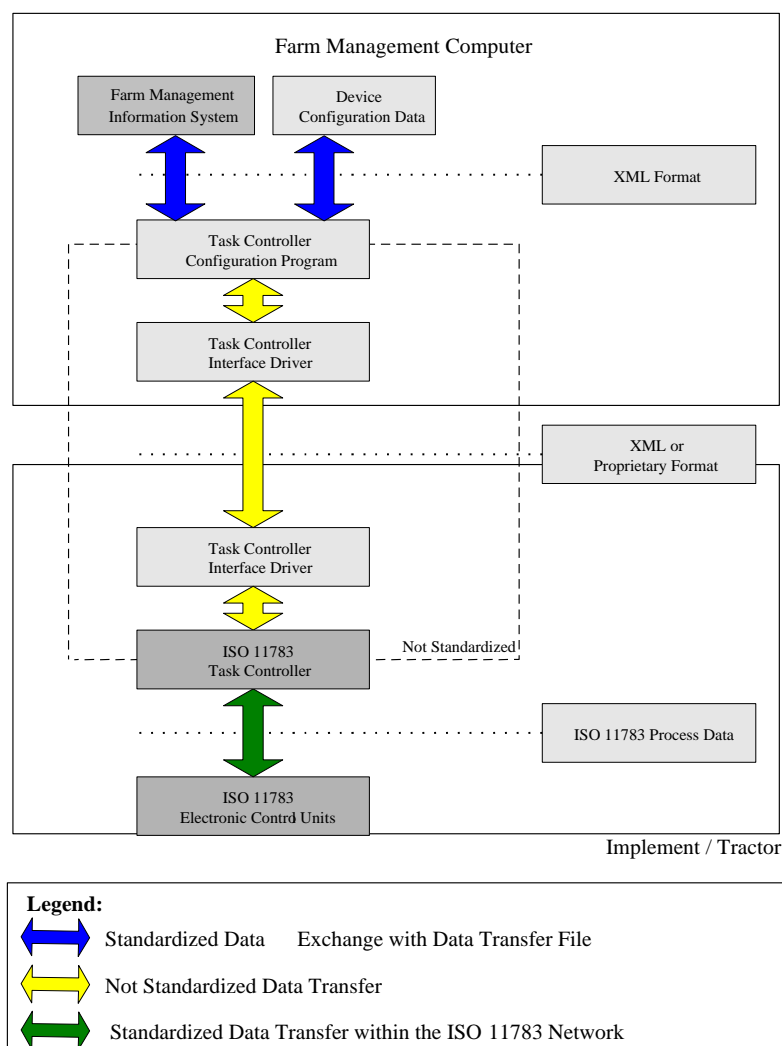 Farm Management Computer
Farm Management
Information System
Device
Configuration Data
XML Format
Task Controller
Configuration Program
Task Controller
Interface Driver
XML or
Proprietary Format
Task Controller
Interface Driver
ISO 11783
Task Controller
Not Standardized
ISO 11783 Process Data
ISO 11783
Electronic Control Units
Implement / Tractor
Legend:
Standardized Data Exchange with Data Transfer File
Not Standardized Data Transfer
Standardized Data Transfer within the ISO 11783 Network